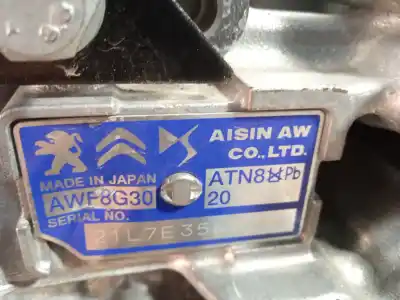 AISIN AW
CO.,LTD.
MADE IN JAPAN
AWF8G30
ATN8
20
SERIAL NO.
21L7E35